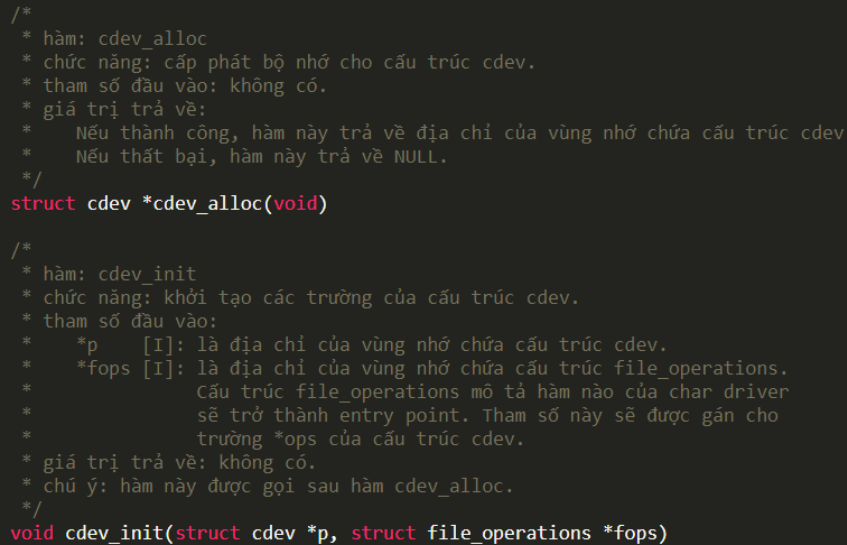 /*
 * hàm: cdev_alloc
 * chức năng: cấp phát bộ nhớ cho cấu trúc cdev.
 * tham số đầu vào: không có.
 * giá trị trả về:
 *    Nếu thành công, hàm này trả về địa chỉ của vùng nhớ chứa cấu trúc cdev
 *    Nếu thất bại, hàm này trả về NULL.
 */
struct cdev *cdev_alloc(void)
/*
 * hàm: cdev_init
 * chức năng: khởi tạo các trường của cấu trúc cdev.
 * tham số đầu vào:
 *    *p    [I]: là địa chỉ của vùng nhớ chứa cấu trúc cdev.
 *    *fops [I]: là địa chỉ của vùng nhớ chứa cấu trúc file_operations.
 *               Cấu trúc file_operations mô tả hàm nào của char driver
 *               sẽ trở thành entry point. Tham số này sẽ được gán cho
 *               trường *ops của cấu trúc cdev.
 * giá trị trả về: không có.
 * chú ý: hàm này được gọi sau hàm cdev_alloc.
 */
void cdev_init(struct cdev *p, struct file_operations *fops)